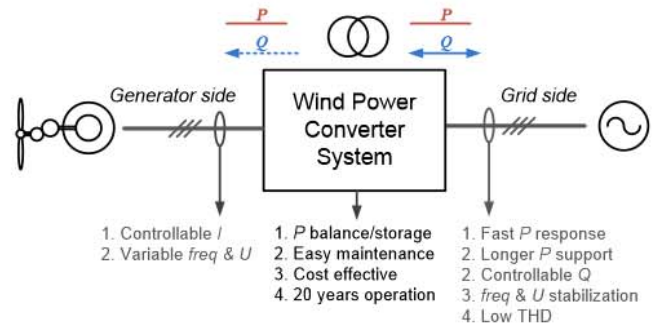 P P
Q Q
Generator side
Wind Power
Converter
System
Grid side
1. Controllable I
2. Variable freq & U
1. P balance/storage
2. Easy maintenance
3. Cost effective
4. 20 years operation
1. Fast P response
2. Longer P support
2. Controllable Q
3. freq & U stabilization
4. Low THD